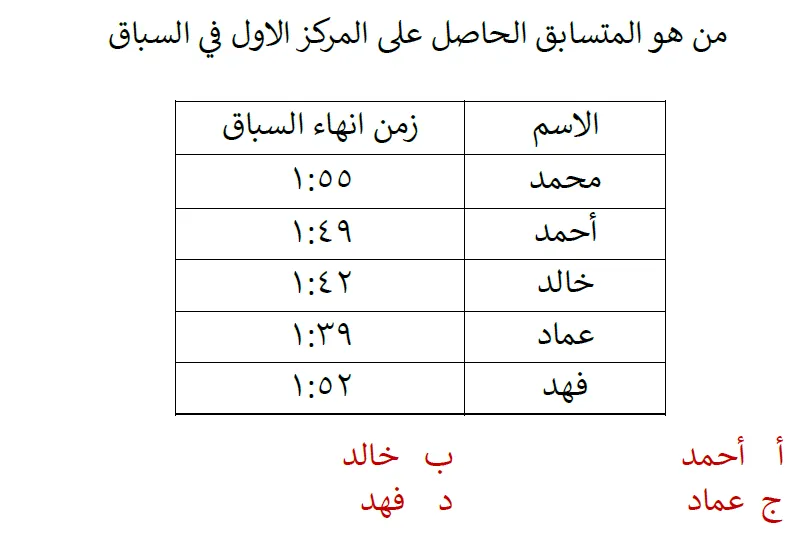 من هو المتسابق الحاصل على المركز الاول في السباق
الاسم زمن انهاء السباق
محمد ١:٥٥
أحمد ١:٤٩
خالد ١:٤٢
عماد ١:٣٩
فهد ١:٥٢
أ أحمد ب خالد
ج عماد د فهد